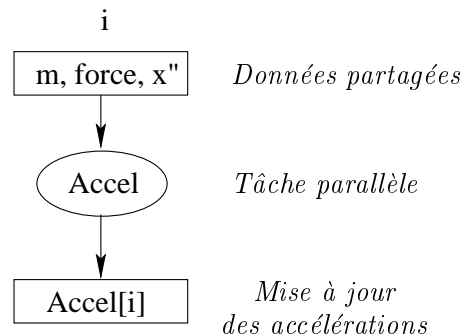 i
m, force, x"
Données partagées
Accel
Tâche parallèle
Accel[i]
Mise à jour
des accélérations